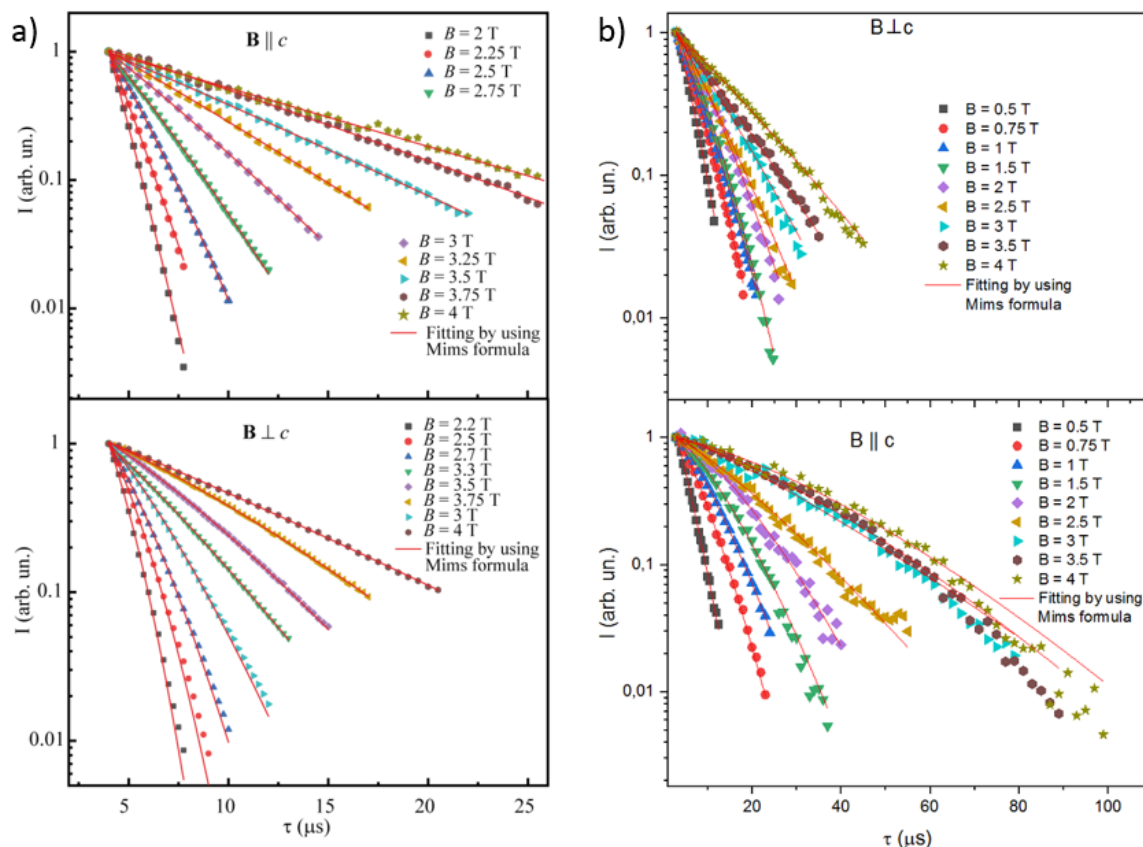 a)
B ∥ c
B = 2 T
B = 2.25 T
B = 2.5 T
B = 2.75 T
B = 3 T
B = 3.25 T
B = 3.5 T
B = 3.75 T
B = 4 T
Fitting by using
Mims formula
I (arb. un.)
1
0.1
0.01
B ⊥ c
B = 2.2 T
B = 2.5 T
B = 2.7 T
B = 3.3 T
B = 3.5 T
B = 3.75 T
B = 3 T
B = 4 T
Fitting by using
Mims formula
I (arb. un.)
1
0.1
0.01
5 10 15 20 25
τ (μs)
b)
B⊥c
B = 0.5 T
B = 0.75 T
B = 1 T
B = 1.5 T
B = 2 T
B = 2.5 T
B = 3 T
B = 3.5 T
B = 4 T
Fitting by using
Mims formula
I (arb. un.)
1
0,1
0,01
B ∥ c
B = 0.5 T
B = 0.75 T
B = 1 T
B = 1.5 T
B = 2 T
B = 2.5 T
B = 3 T
B = 3.5 T
B = 4 T
Fitting by using
Mims formula
I (arb. un.)
1
0,1
0,01
20 40 60 80 100
τ (μs)